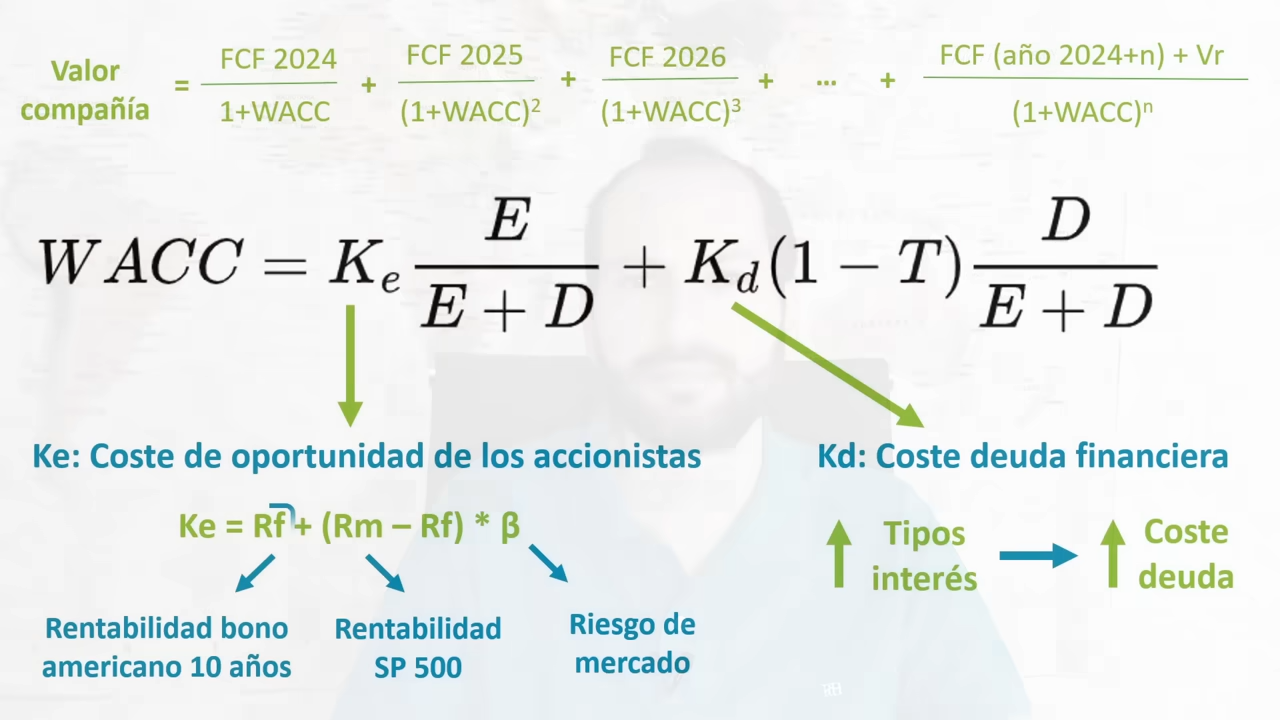 Valor compañía = FCF 2024 / 1+WACC + FCF 2025 / (1+WACC)² + FCF 2026 / (1+WACC)³ + ... + FCF (año 2024+n) + Vr / (1+WACC)ⁿ
WACC = Kₑ E / E + D + K_d (1 − T) D / E + D
Ke: Coste de oportunidad de los accionistas
Ke = Rf + (Rm – Rf) * β
Rentabilidad bono
americano 10 años
Rentabilidad
SP 500
Riesgo de
mercado
Kd: Coste deuda financiera
Tipos
interés
Coste
deuda